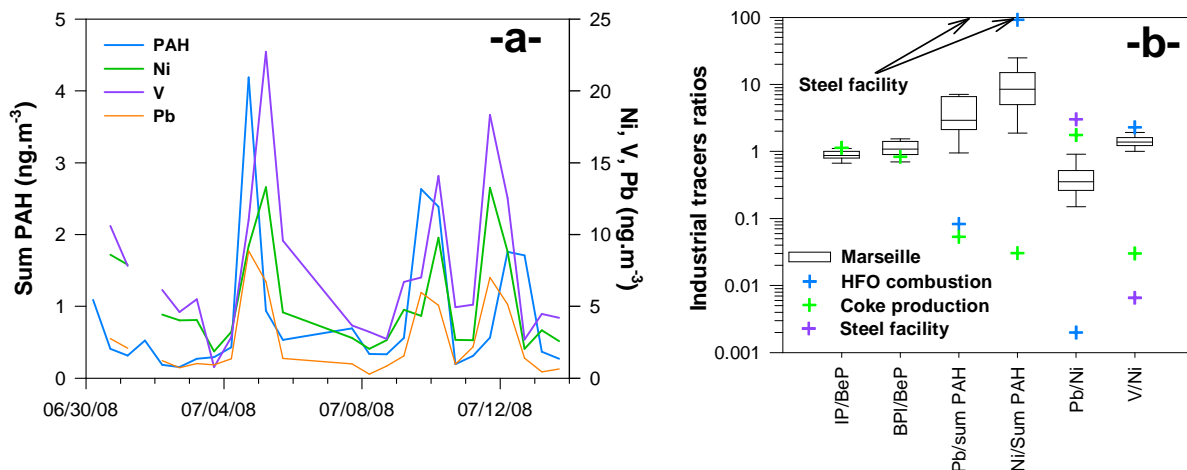 -a-
PAH
Ni
V
Pb
5
4
3
2
1
0
Sum PAH (ng.m-3)
25
20
15
10
5
0
Ni, V, Pb (ng.m-3)
06/30/08
07/04/08
07/08/08
07/12/08
-b-
Steel facility
100
10
1
0.1
0.01
0.001
Industrial tracers ratios
Marseille
HFO combustion
Coke production
Steel facility
IP/BeP
BPI/BeP
Pb/sum PAH
Ni/Sum PAH
Pb/Ni
V/Ni